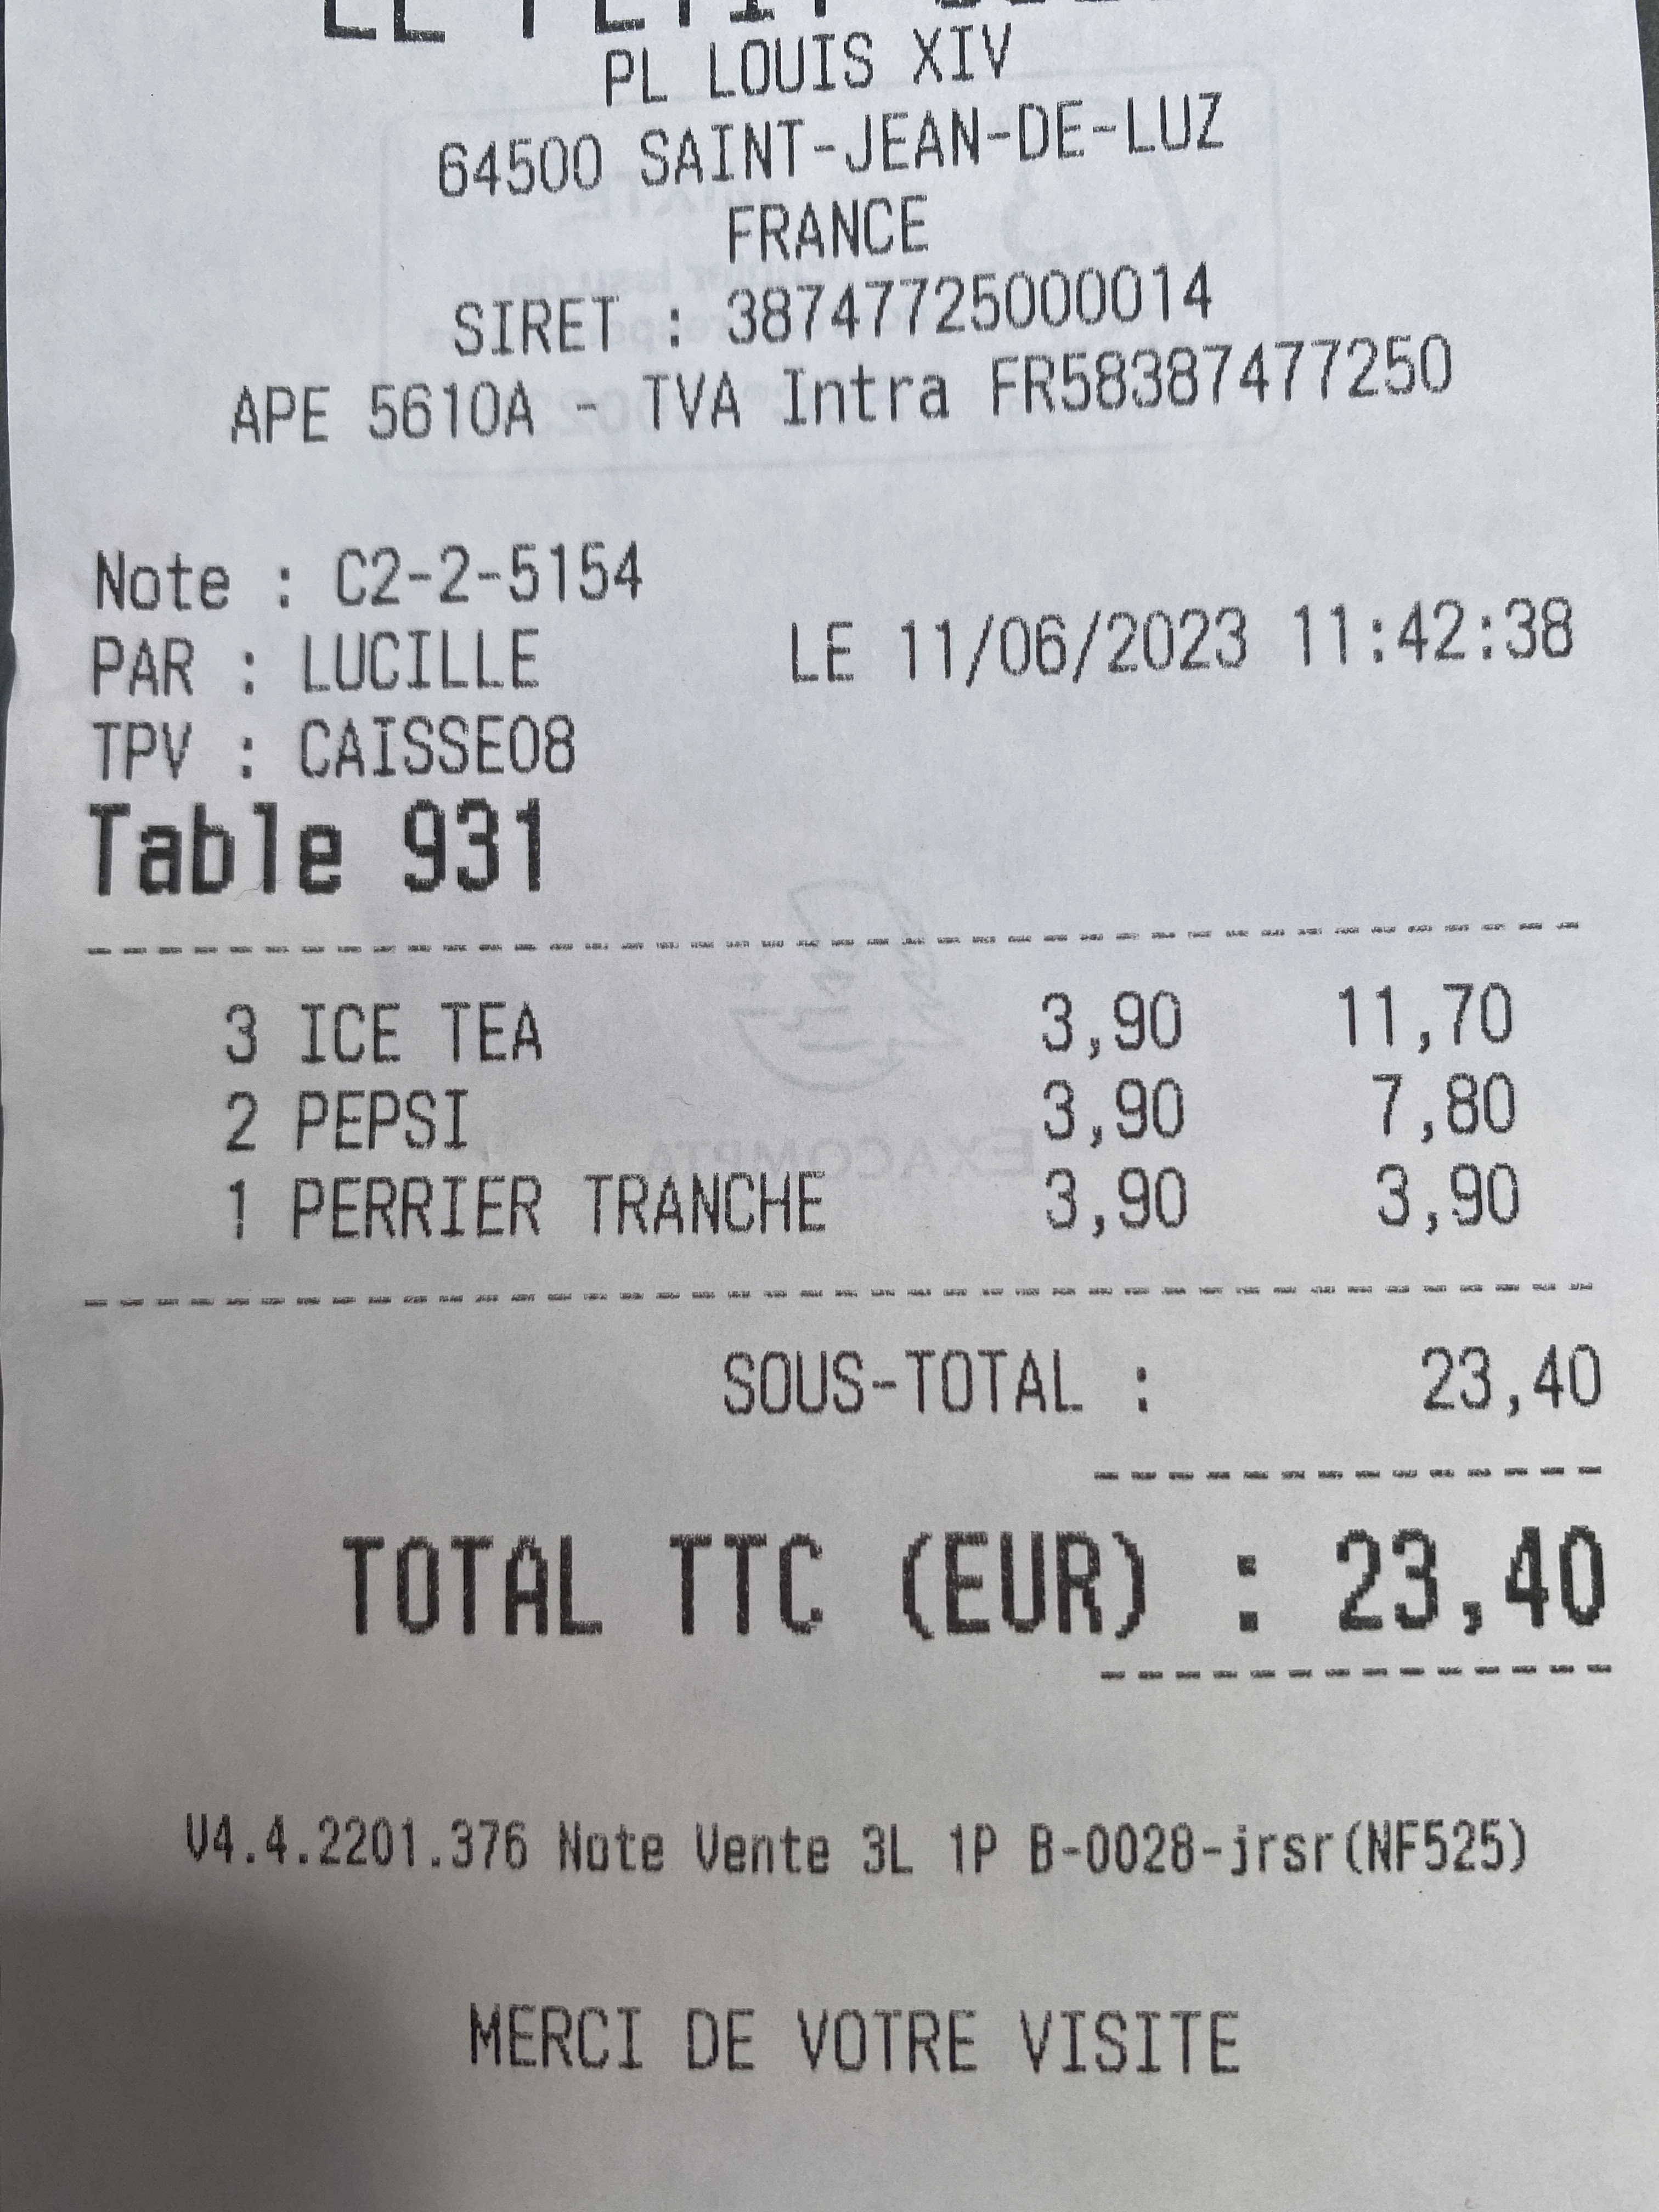 LE PETIT
PL LOUIS XIV
64500 SAINT-JEAN-DE-LUZ
FRANCE
SIRET : 38747725000014
APE 5610A - TVA Intra FR58387477250
Note : C2-2-5154
PAR : LUCILLE LE 11/06/2023 11:42:38
TPV : CAISSE08
Table 931
3 ICE TEA 3,90 11,70
2 PEPSI 3,90 7,80
1 PERRIER TRANCHE 3,90 3,90
SOUS-TOTAL : 23,40
TOTAL TTC (EUR) : 23,40
V4.4.2201.376 Note Vente 3L 1P B-0028-jrsr(NF525)
MERCI DE VOTRE VISITE
EXACOMPTA